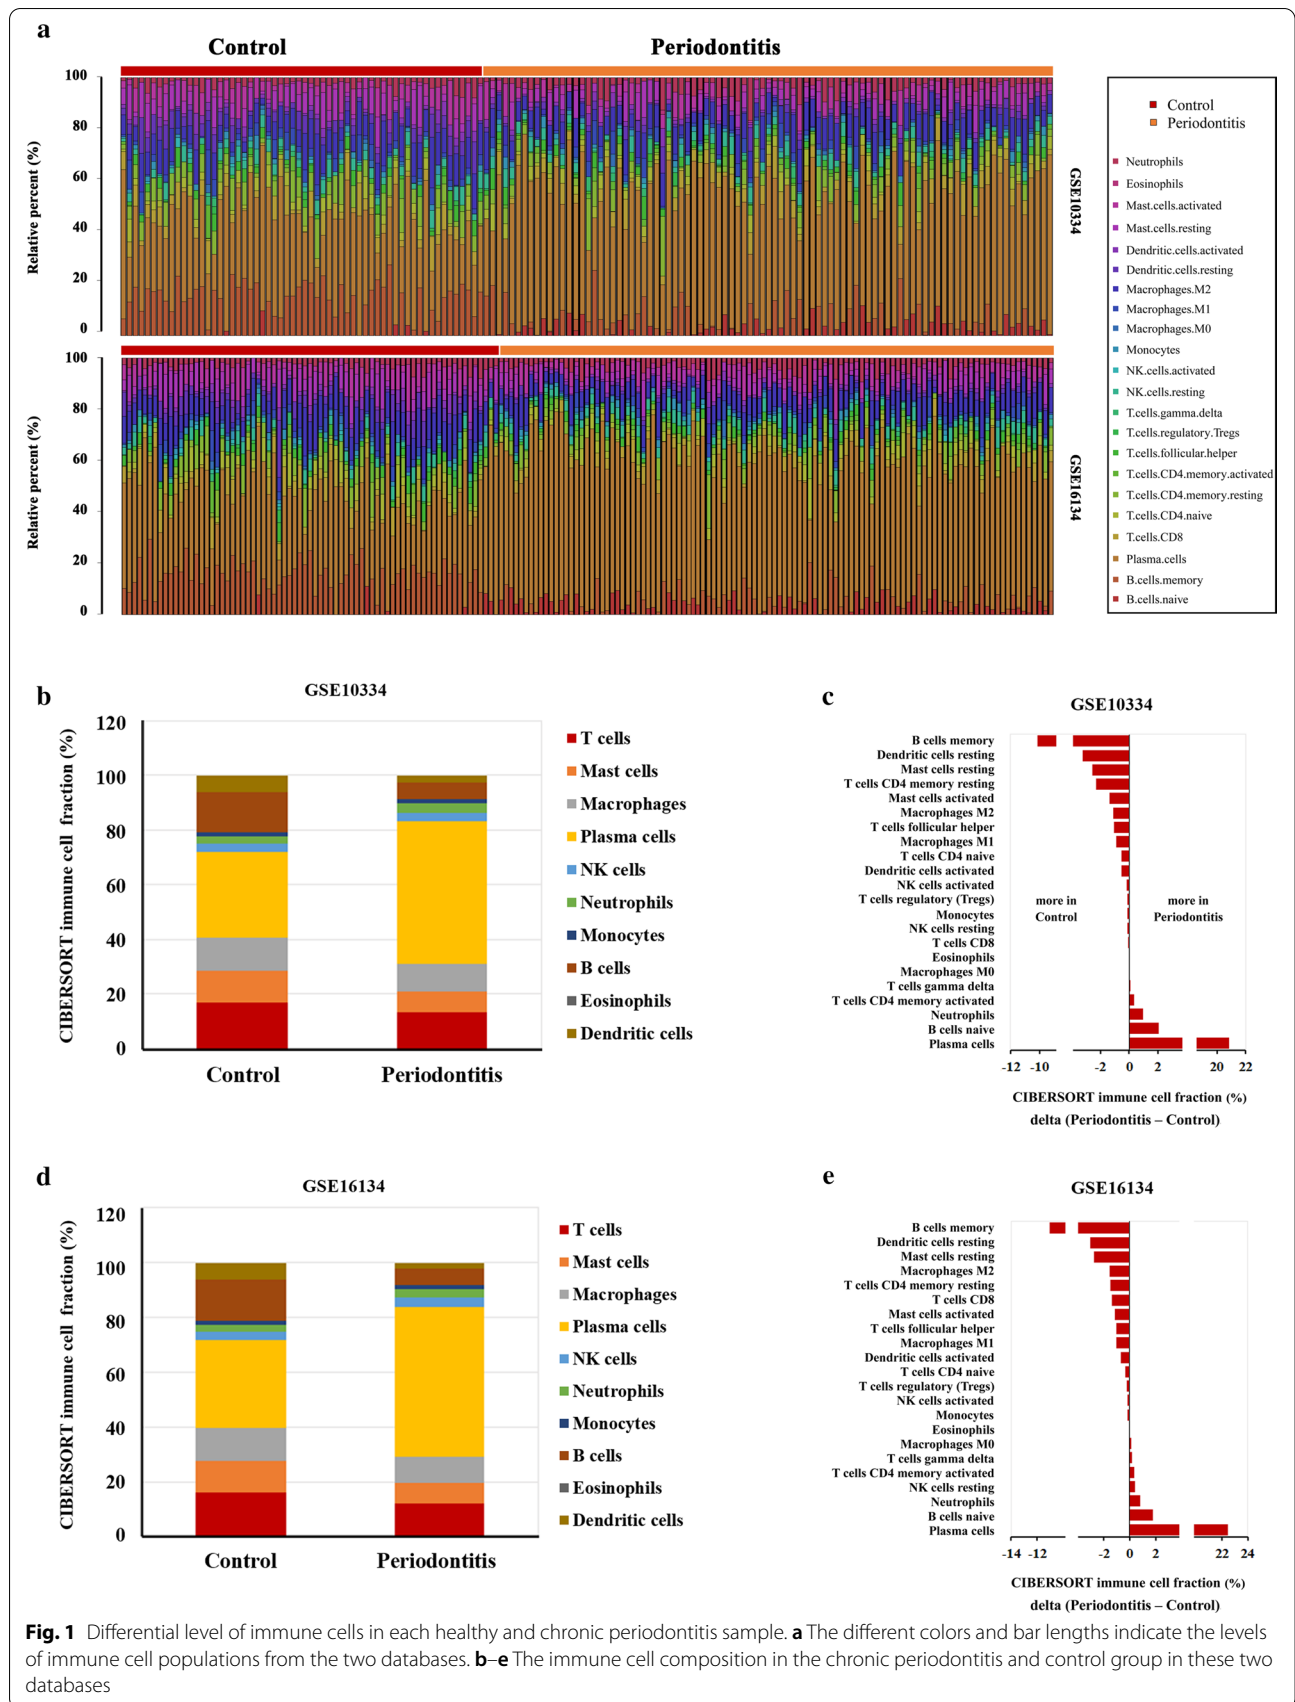 a
Control
Periodontitis
100
80
60
40
20
0
Relative percent (%)
GSE10334
100
80
60
40
20
0
Relative percent (%)
GSE16134
Control
Periodontitis
Neutrophils
Eosinophils
Mast.cells.activated
Mast.cells.resting
Dendritic.cells.activated
Dendritic.cells.resting
Macrophages.M2
Macrophages.M1
Macrophages.M0
Monocytes
NK.cells.activated
NK.cells.resting
T.cells.gamma.delta
T.cells.regulatory.Tregs
T.cells.follicular.helper
T.cells.CD4.memory.activated
T.cells.CD4.memory.resting
T.cells.CD4.naive
T.cells.CD8
Plasma.cells
B.cells.memory
B.cells.naive
b
GSE10334
CIBERSORT immune cell fraction (%)
120
100
80
60
40
20
0
Control
Periodontitis
T cells
Mast cells
Macrophages
Plasma cells
NK cells
Neutrophils
Monocytes
B cells
Eosinophils
Dendritic cells
c
GSE10334
B cells memory
Dendritic cells resting
Mast cells resting
T cells CD4 memory resting
Mast cells activated
Macrophages M2
T cells follicular helper
Macrophages M1
T cells CD4 naive
Dendritic cells activated
NK cells activated
T cells regulatory (Tregs)
Monocytes
NK cells resting
T cells CD8
Eosinophils
Macrophages M0
T cells gamma delta
T cells CD4 memory activated
Neutrophils
B cells naive
Plasma cells
more in
Control
more in
Periodontitis
-12 -10 -2 0 2 20 22
CIBERSORT immune cell fraction (%)
delta (Periodontitis – Control)
d
GSE16134
CIBERSORT immune cell fraction (%)
120
100
80
60
40
20
0
Control
Periodontitis
T cells
Mast cells
Macrophages
Plasma cells
NK cells
Neutrophils
Monocytes
B cells
Eosinophils
Dendritic cells
e
GSE16134
B cells memory
Dendritic cells resting
Mast cells resting
Macrophages M2
T cells CD4 memory resting
T cells CD8
Mast cells activated
T cells follicular helper
Macrophages M1
Dendritic cells activated
T cells CD4 naive
T cells regulatory (Tregs)
NK cells activated
Monocytes
Eosinophils
Macrophages M0
T cells gamma delta
T cells CD4 memory activated
NK cells resting
Neutrophils
B cells naive
Plasma cells
-14 -12 -2 0 2 22 24
CIBERSORT immune cell fraction (%)
delta (Periodontitis – Control)
Fig. 1 Differential level of immune cells in each healthy and chronic periodontitis sample. a The different colors and bar lengths indicate the levels
of immune cell populations from the two databases. b–e The immune cell composition in the chronic periodontitis and control group in these two
databases